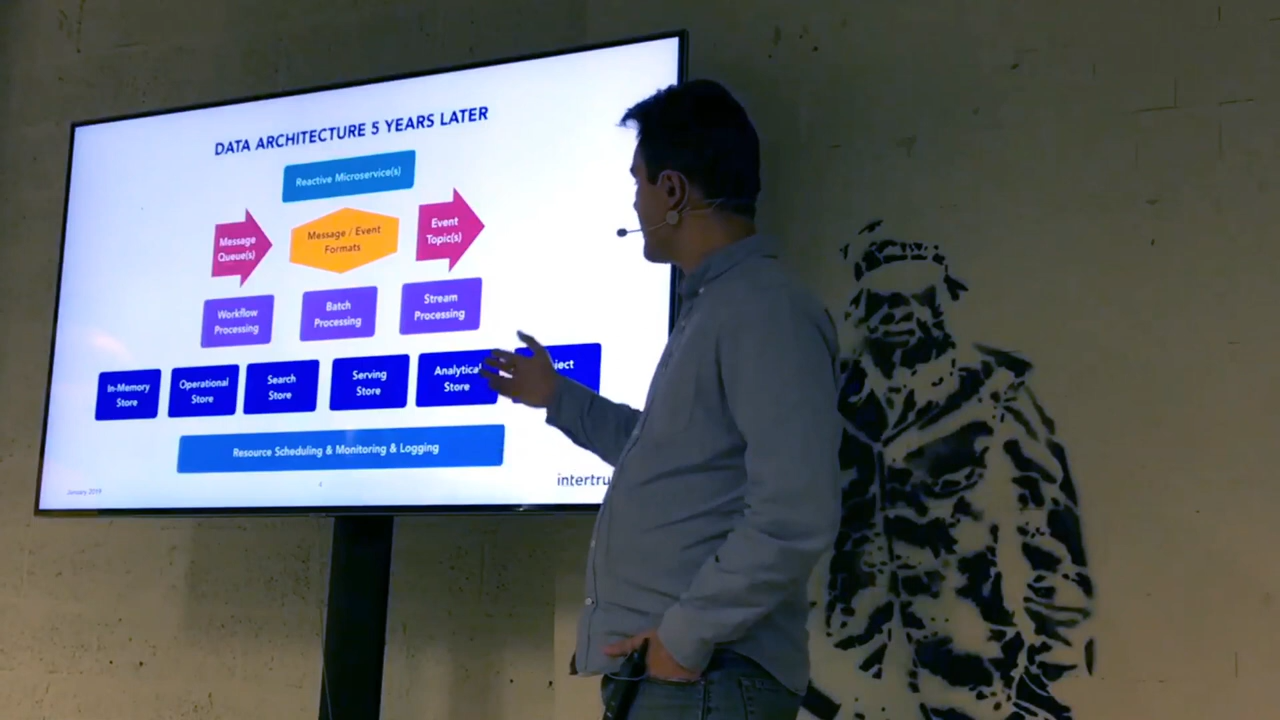 DATA ARCHITECTURE 5 YEARS LATER
Reactive Microservice(s)
Message
Queue(s)
Message / Event
Formats
Event
Topic(s)
Workflow
Processing
Batch
Processing
Stream
Processing
In-Memory
Store
Operational
Store
Search
Store
Serving
Store
Analytical
Store
Resource Scheduling & Monitoring & Logging
January 2019